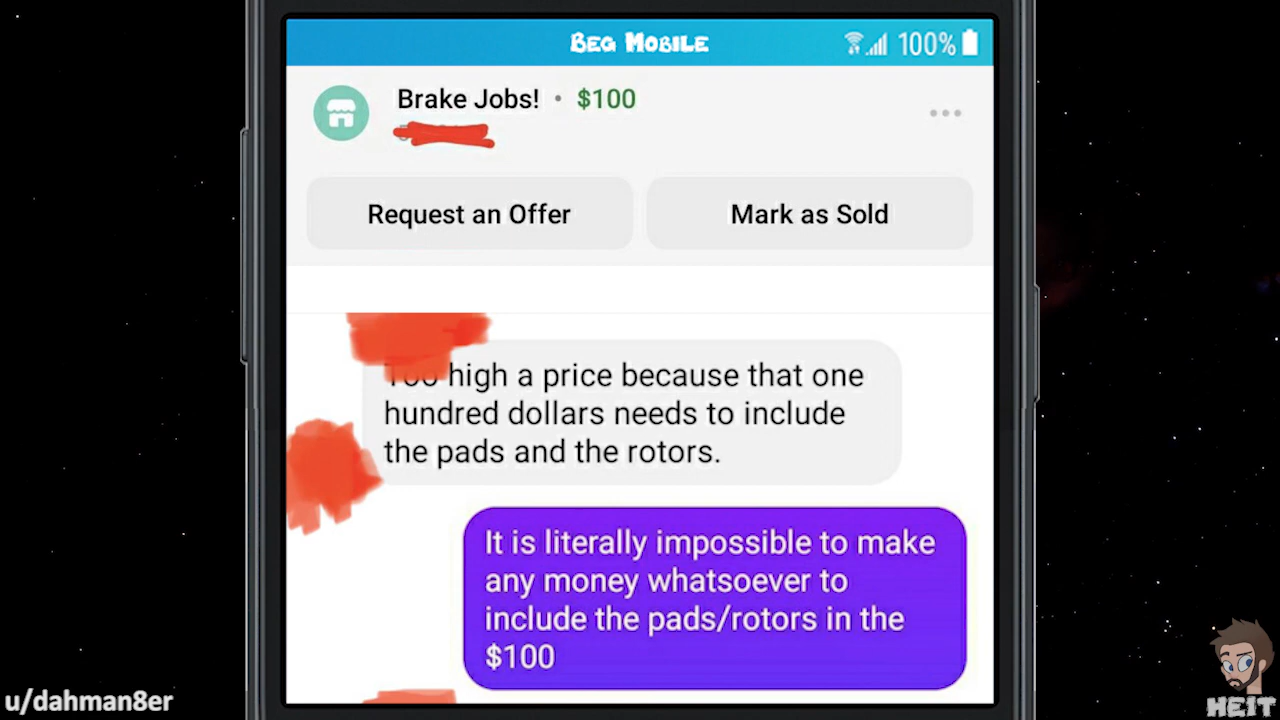 BEG MOBILE
100%
Brake Jobs! • $100
Request an Offer
Mark as Sold
Too high a price because that one
hundred dollars needs to include
the pads and the rotors.
It is literally impossible to make
any money whatsoever to
include the pads/rotors in the
$100
u/dahman8er
HEIT